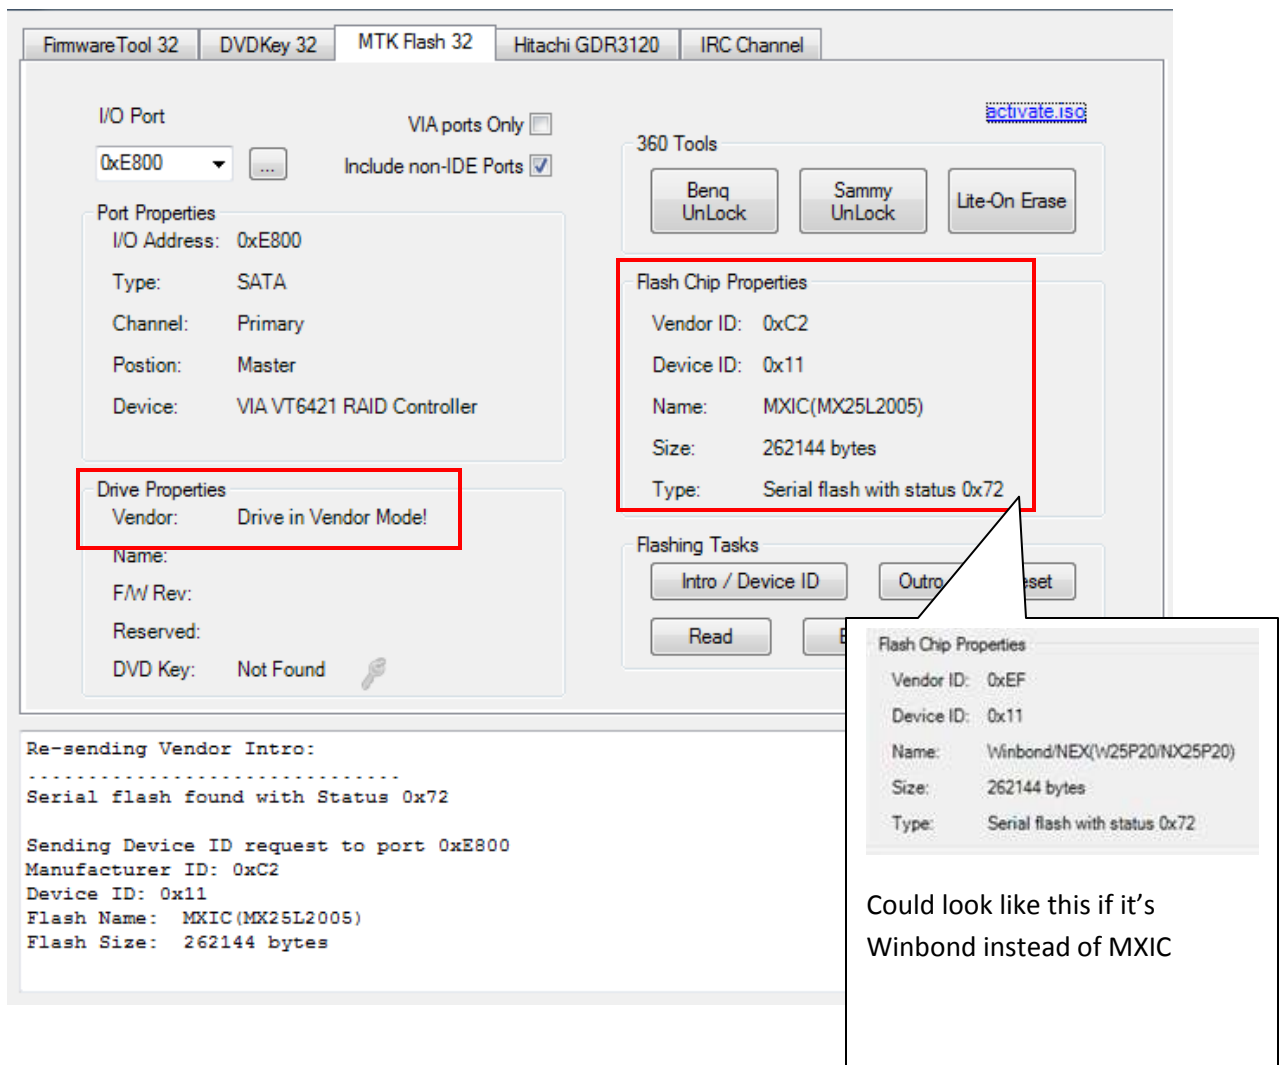 FirmwareTool 32
DVDKey 32
MTK Flash 32
Hitachi GDR3120
IRC Channel
I/O Port
VIA ports Only
0xE800
...
Include non-IDE Ports
Port Properties
I/O Address: 0xE800
Type: SATA
Channel: Primary
Postion: Master
Device: VIA VT6421 RAID Controller
Drive Properties
Vendor: Drive in Vendor Mode!
Name:
F/W Rev:
Reserved:
DVD Key: Not Found
activate.iso
360 Tools
Benq
UnLock
Sammy
UnLock
Lite-On Erase
Flash Chip Properties
Vendor ID: 0xC2
Device ID: 0x11
Name: MXIC(MX25L2005)
Size: 262144 bytes
Type: Serial flash with status 0x72
Flashing Tasks
Intro / Device ID
Outro
Read
Re-sending Vendor Intro:
...............................
Serial flash found with Status 0x72
Sending Device ID request to port 0xE800
Manufacturer ID: 0xC2
Device ID: 0x11
Flash Name: MXIC(MX25L2005)
Flash Size: 262144 bytes
Flash Chip Properties
Vendor ID: 0xEF
Device ID: 0x11
Name: Winbond/NEX(W25P20/NX25P20)
Size: 262144 bytes
Type: Serial flash with status 0x72
Could look like this if it's
Winbond instead of MXIC